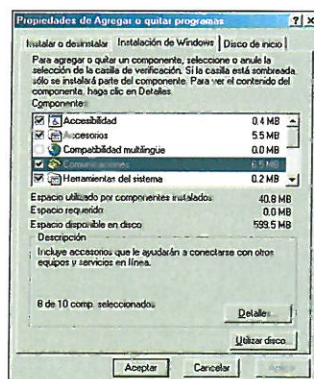 Propiedades de Agregar o quitar programas
Instalar o desinstalar Instalación de Windows Disco de inicio
Para agregar o quitar un componente, seleccione o anule la
selección de la casilla de verificación. Si la casilla está sombreada
sólo se instalará parte del componente. Para ver el contenido del
componente, haga clic en Detalles.
Componentes:
Accesibilidad 0.4 MB
Accesorios 5.5 MB
Compatibilidad multilingüe 0.0 MB
Comunicaciones 6.5 MB
Herramientas del sistema 0.2 MB
Espacio utilizado por componentes instalados: 40.8 MB
Espacio requerido: 0.0 MB
Espacio disponible en disco: 599.5 MB
Descripción
Incluye accesorios que le ayudarán a conectarse con otros
equipos y servicios en línea.
8 de 10 comp. seleccionados
Detalles...
Utilizar disco...
Aceptar Cancelar Aplicar